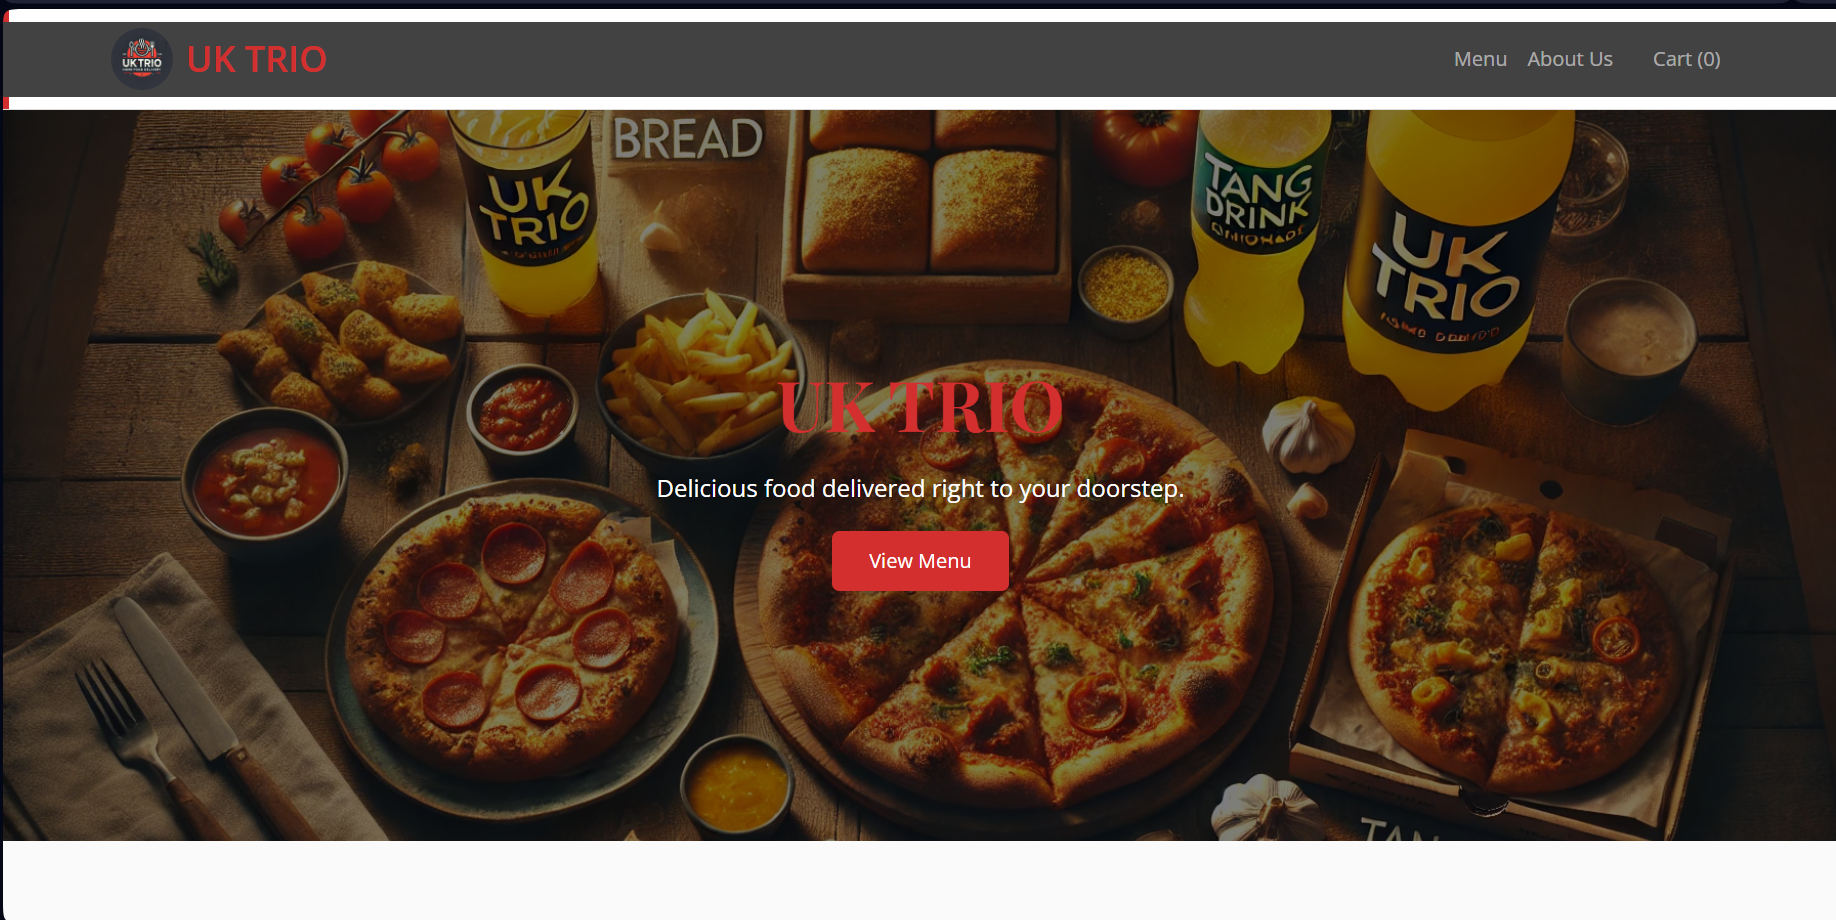 UK TRIO
UK TRIO
Menu
About Us
Cart (0)
BREAD
UK
TRIO
TANG
DRINK
UK
TRIO
UK TRIO
Delicious food delivered right to your doorstep.
View Menu
TAN